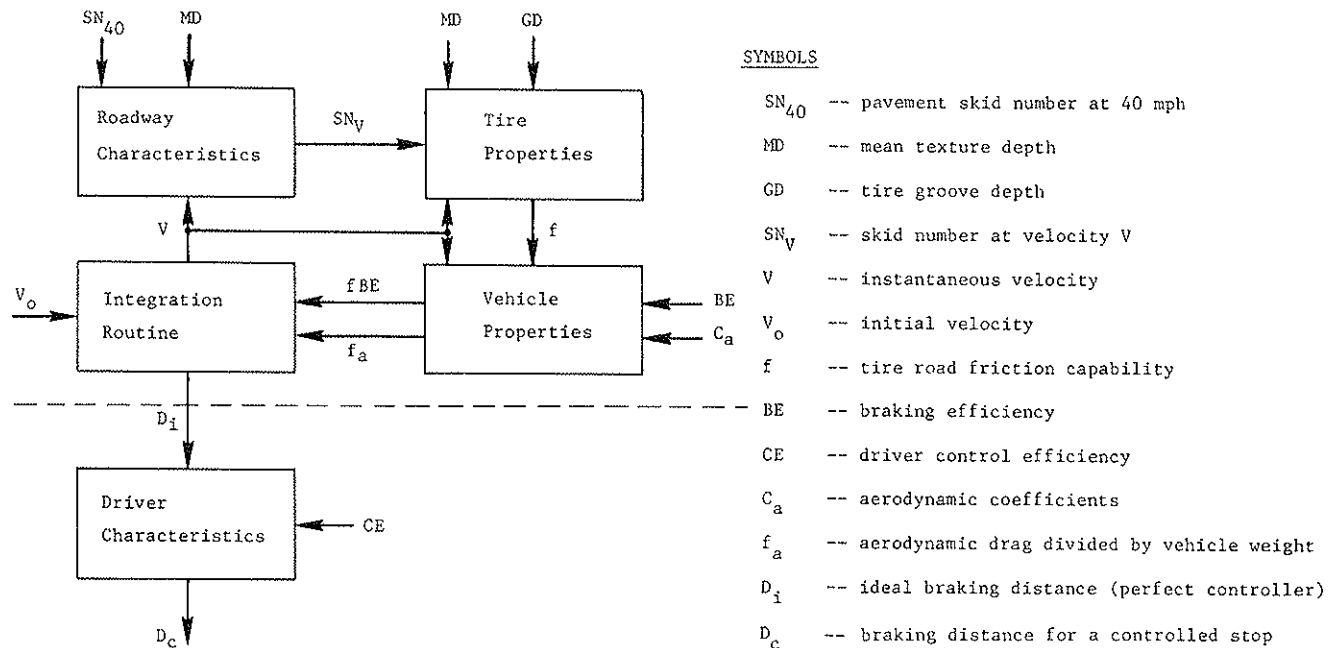 SN40 MD MD GD
Roadway
Characteristics
SNV
Tire
Properties
V
f
Vo
Integration
Routine
f BE
fa
Vehicle
Properties
BE
Ca
Di
Driver
Characteristics
CE
Dc
SYMBOLS
SN40 -- pavement skid number at 40 mph
MD -- mean texture depth
GD -- tire groove depth
SNV -- skid number at velocity V
V -- instantaneous velocity
Vo -- initial velocity
f -- tire road friction capability
BE -- braking efficiency
CE -- driver control efficiency
Ca -- aerodynamic coefficients
fa -- aerodynamic drag divided by vehicle weight
Di -- ideal braking distance (perfect controller)
Dc -- braking distance for a controlled stop